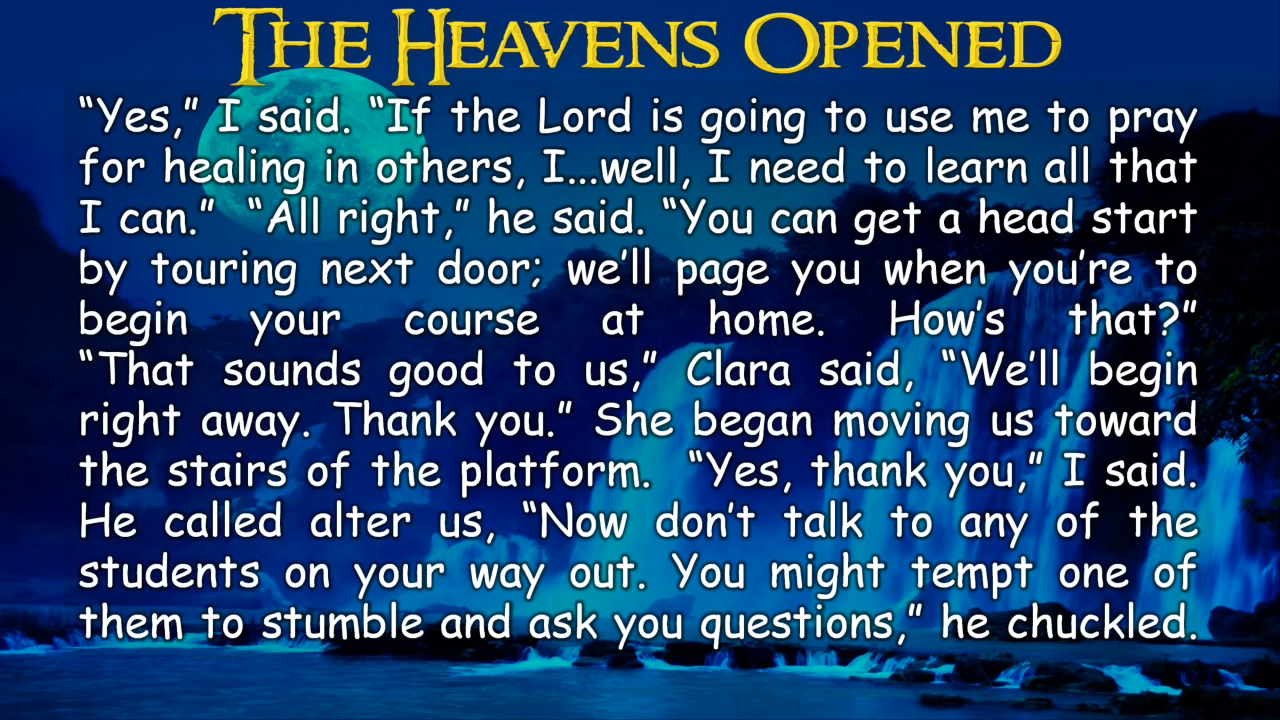 THE HEAVENS OPENED
“Yes,” I said. “If the Lord is going to use me to pray
for healing in others, I...well, I need to learn all that
I can.” “All right,” he said. “You can get a head start
by touring next door; we’ll page you when you’re to
begin your course at home. How’s that?”
“That sounds good to us,” Clara said, “We’ll begin
right away. Thank you.” She began moving us toward
the stairs of the platform. “Yes, thank you,” I said.
He called alter us, “Now don’t talk to any of the
students on your way out. You might tempt one of
them to stumble and ask you questions,” he chuckled.